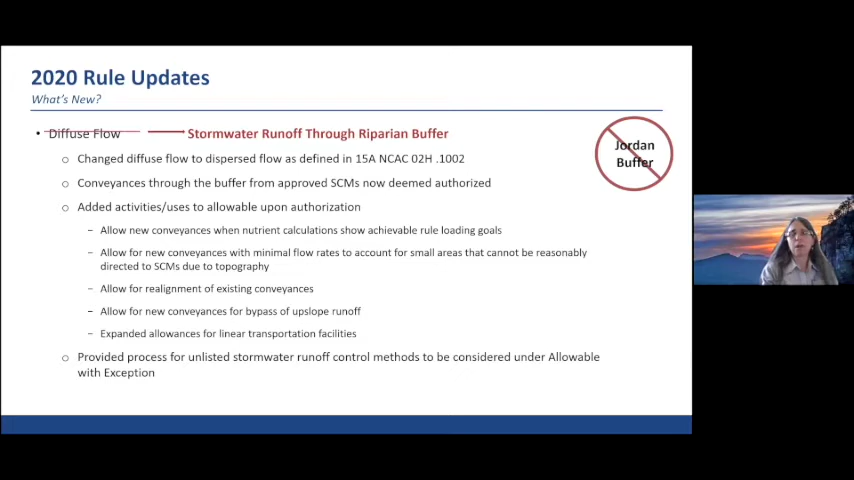 2020 Rule Updates
What's New?
• Diffuse Flow Stormwater Runoff Through Riparian Buffer
Jordan
Buffer
o Changed diffuse flow to dispersed flow as defined in 15A NCAC 02H .1002
o Conveyances through the buffer from approved SCMs now deemed authorized
o Added activities/uses to allowable upon authorization
– Allow new conveyances when nutrient calculations show achievable rule loading goals
– Allow for new conveyances with minimal flow rates to account for small areas that cannot be reasonably
directed to SCMs due to topography
– Allow for realignment of existing conveyances
– Allow for new conveyances for bypass of upslope runoff
– Expanded allowances for linear transportation facilities
o Provided process for unlisted stormwater runoff control methods to be considered under Allowable
with Exception